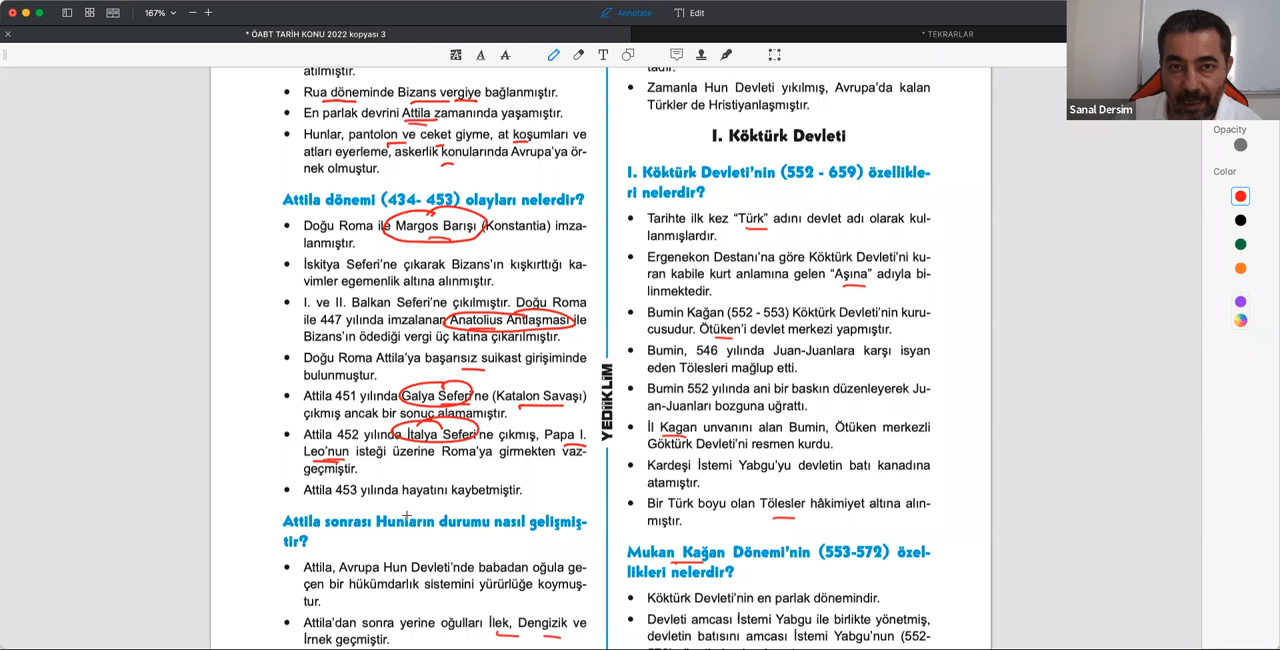 167%
Annotate
Edit
* ÖABT TARİH KONU 2022 kopyası 3
* TEKRARLAR
Sanal Dersim
Opacity
Color
atılmıştır.
• Rua döneminde Bizans vergiye bağlanmıştır.
• En parlak devrini Attila zamanında yaşamıştır.
• Hunlar, pantolon ve ceket giyme, at koşumları ve
atları eyerleme, askerlik konularında Avrupa'ya ör-
nek olmuştur.
Attila dönemi (434- 453) olayları nelerdir?
• Doğu Roma ile Margos Barışı (Konstantia) imza-
lanmıştır.
• İskitya Seferi'ne çıkarak Bizans'ın kışkırttığı ka-
vimler egemenlik altına alınmıştır.
• I. ve II. Balkan Seferi'ne çıkılmıştır. Doğu Roma
ile 447 yılında imzalanan Anatolius Antlaşması ile
Bizans'ın ödediği vergi üç katına çıkarılmıştır.
• Doğu Roma Attila'ya başarısız suikast girişiminde
bulunmuştur.
• Attila 451 yılında Galya Seferi'ne (Katalon Savaşı)
çıkmış ancak bir sonuç alamamıştır.
• Attila 452 yılında İtalya Seferi'ne çıkmış, Papa I.
Leo'nun isteği üzerine Roma'ya girmekten vaz-
geçmiştir.
• Attila 453 yılında hayatını kaybetmiştir.
Attila sonrası Hunların durumu nasıl gelişmiş-
tir?
• Attila, Avrupa Hun Devleti'nde babadan oğula ge-
çen bir hükümdarlık sistemini yürürlüğe koymuş-
tur.
• Attila'dan sonra yerine oğulları İlek, Dengizik ve
İrnek geçmiştir.
YEDİİKLİM
tadır.
• Zamanla Hun Devleti yıkılmış, Avrupa'da kalan
Türkler de Hristiyanlaşmıştır.
I. Köktürk Devleti
I. Köktürk Devleti'nin (552 - 659) özellikle-
ri nelerdir?
• Tarihte ilk kez “Türk” adını devlet adı olarak kul-
lanmışlardır.
• Ergenekon Destanı'na göre Köktürk Devleti'ni ku-
ran kabile kurt anlamına gelen “Aşına” adıyla bi-
linmektedir.
• Bumin Kağan (552 - 553) Köktürk Devleti'nin kuru-
cusudur. Ötüken'i devlet merkezi yapmıştır.
• Bumin, 546 yılında Juan-Juanlara karşı isyan
eden Tölesleri mağlup etti.
• Bumin 552 yılında ani bir baskın düzenleyerek Ju-
an-Juanları bozguna uğrattı.
• İl Kagan unvanını alan Bumin, Ötüken merkezli
Göktürk Devleti'ni resmen kurdu.
• Kardeşi İstemi Yabgu'yu devletin batı kanadına
atamıştır.
• Bir Türk boyu olan Tölesler hâkimiyet altına alın-
mıştır.
Mukan Kağan Dönemi'nin (553-572) özel-
likleri nelerdir?
• Köktürk Devleti'nin en parlak dönemindir.
• Devleti amcası İstemi Yabgu ile birlikte yönetmiş,
devletin batısını amcası İstemi Yabgu'nun (552-